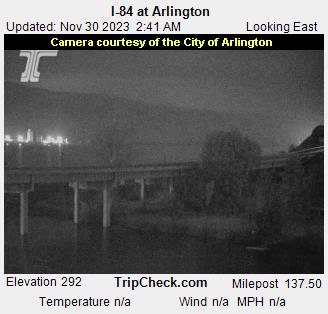 I-84 at Arlington
Updated: Nov 30 2023 2:41 AM Looking East
Camera courtesy of the City of Arlington
Elevation 292 TripCheck.com Milepost 137.50
Temperature n/a Wind n/a MPH n/a